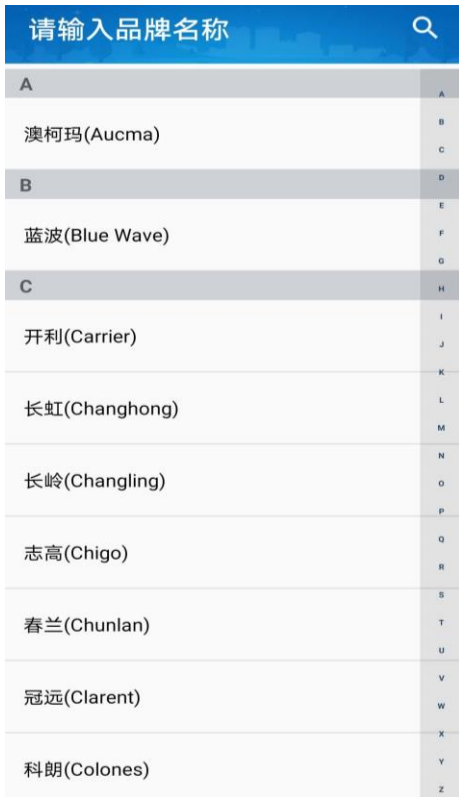 请输入品牌名称
A
澳柯玛(Aucma)
B
蓝波(Blue Wave)
C
开利(Carrier)
长虹(Changhong)
长岭(Changling)
志高(Chigo)
春兰(Chunlan)
冠远(Clarent)
科朗(Colones)
A
B
C
D
E
F
G
H
I
J
K
L
M
N
O
P
Q
R
S
T
U
V
W
X
Y
Z